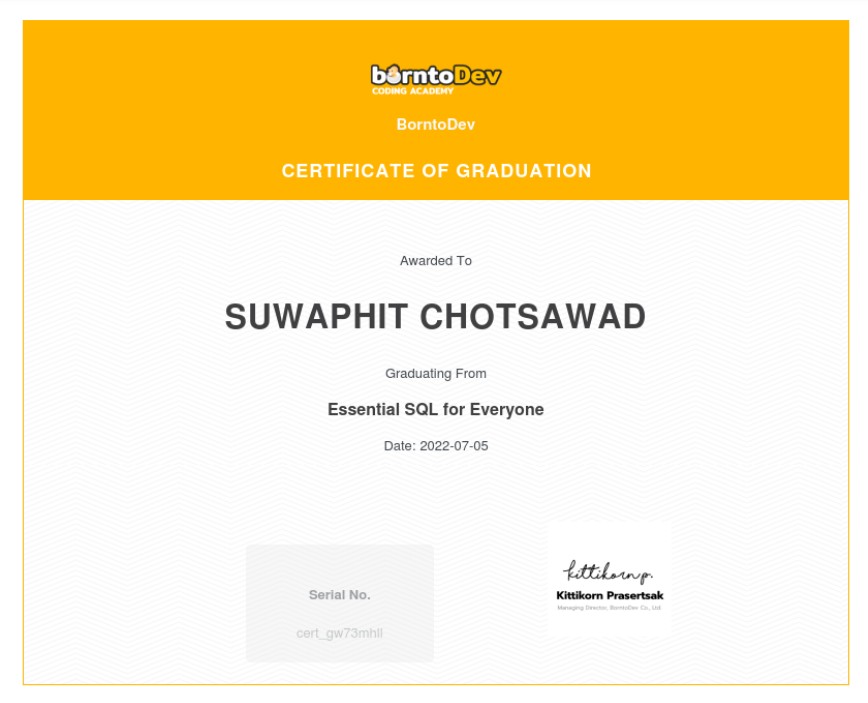 borntoDev
CODING ACADEMY
BorntoDev
CERTIFICATE OF GRADUATION
Awarded To
SUWAPHIT CHOTSAWAD
Graduating From
Essential SQL for Everyone
Date: 2022-07-05
Serial No.
cert_gw73mhll
kittikorn p.
Kittikorn Prasertsak
Managing Director, BorntoDev Co., Ltd.